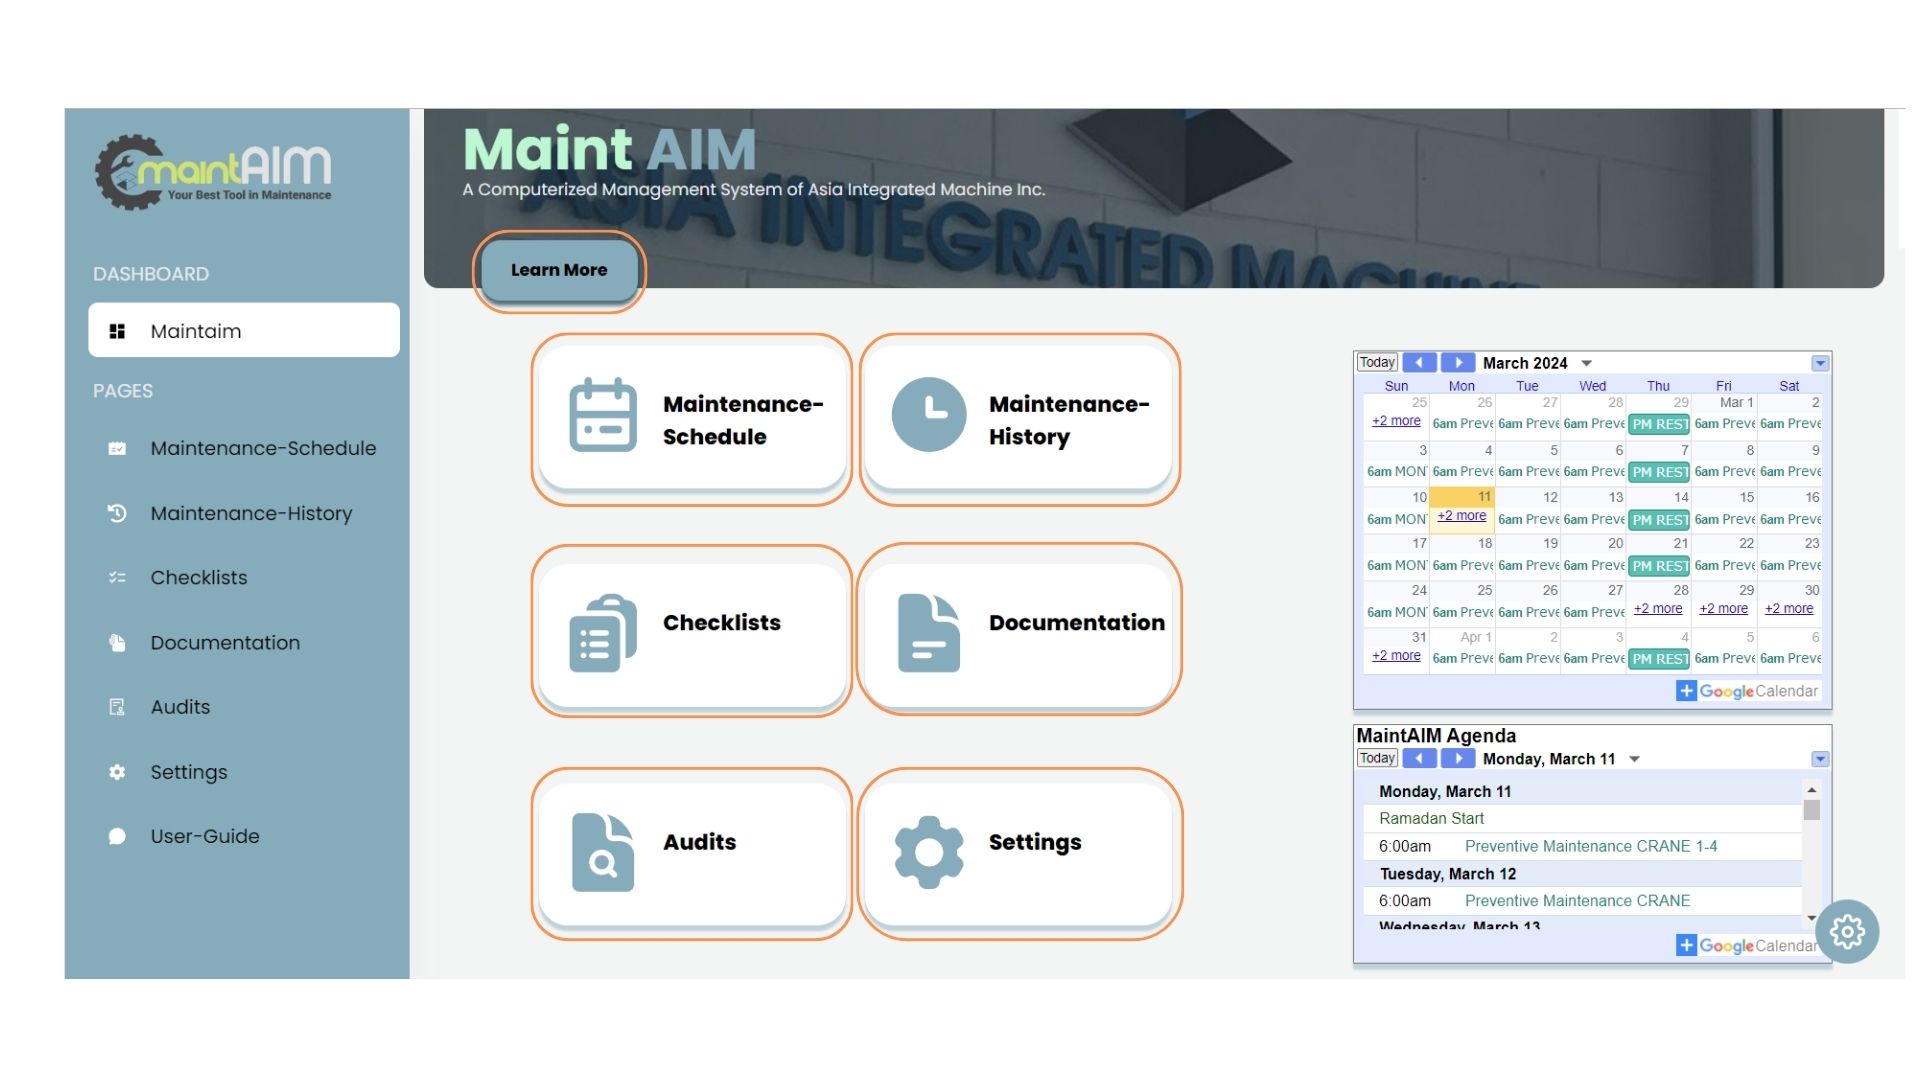 maintAIM
Your Best Tool in Maintenance
DASHBOARD
Maintaim
PAGES
Maintenance-Schedule
Maintenance-History
Checklists
Documentation
Audits
Settings
User-Guide
Maint AIM
A Computerized Management System of Asia Integrated Machine Inc.
ASIA INTEGRATED MACHINE
Learn More
Maintenance-
Schedule
Maintenance-
History
Checklists
Documentation
Audits
Settings
Today March 2024
Sun Mon Tue Wed Thu Fri Sat
25 26 27 28 29 Mar 1 2
+2 more 6am Preve 6am Preve 6am Preve PM REST 6am Preve 6am Preve
3 4 5 6 7 8 9
6am MON 6am Preve 6am Preve 6am Preve PM REST 6am Preve 6am Preve
10 11 12 13 14 15 16
6am MON +2 more 6am Preve 6am Preve PM REST 6am Preve 6am Preve
17 18 19 20 21 22 23
6am MON 6am Preve 6am Preve 6am Preve PM REST 6am Preve 6am Preve
24 25 26 27 28 29 30
6am MON 6am Preve 6am Preve 6am Preve +2 more +2 more +2 more
31 Apr 1 2 3 4 5 6
+2 more 6am Preve 6am Preve 6am Preve PM REST 6am Preve 6am Preve
Google Calendar
MaintAIM Agenda
Today Monday, March 11
Monday, March 11
Ramadan Start
6:00am Preventive Maintenance CRANE 1-4
Tuesday, March 12
6:00am Preventive Maintenance CRANE
Wednesday, March 13
Google Calendar